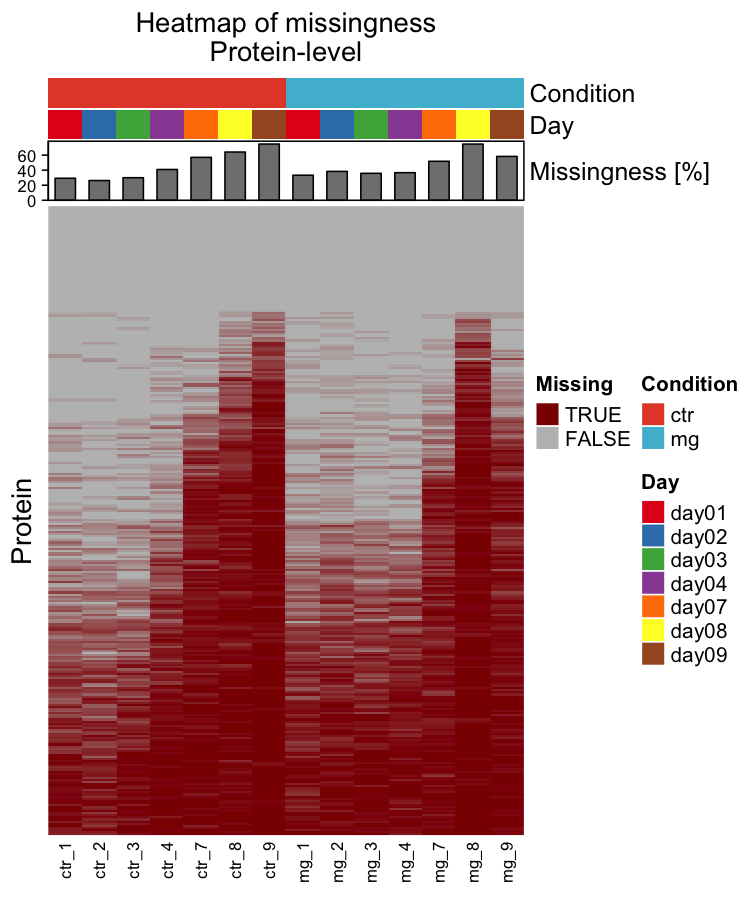 Heatmap of missingness
Protein-level
Condition
Day
60
40
20
0
Missingness [%]
Protein
Missing
TRUE
FALSE
Condition
ctr
mg
Day
day01
day02
day03
day04
day07
day08
day09
ctr_1
ctr_2
ctr_3
ctr_4
ctr_7
ctr_8
ctr_9
mg_1
mg_2
mg_3
mg_4
mg_7
mg_8
mg_9